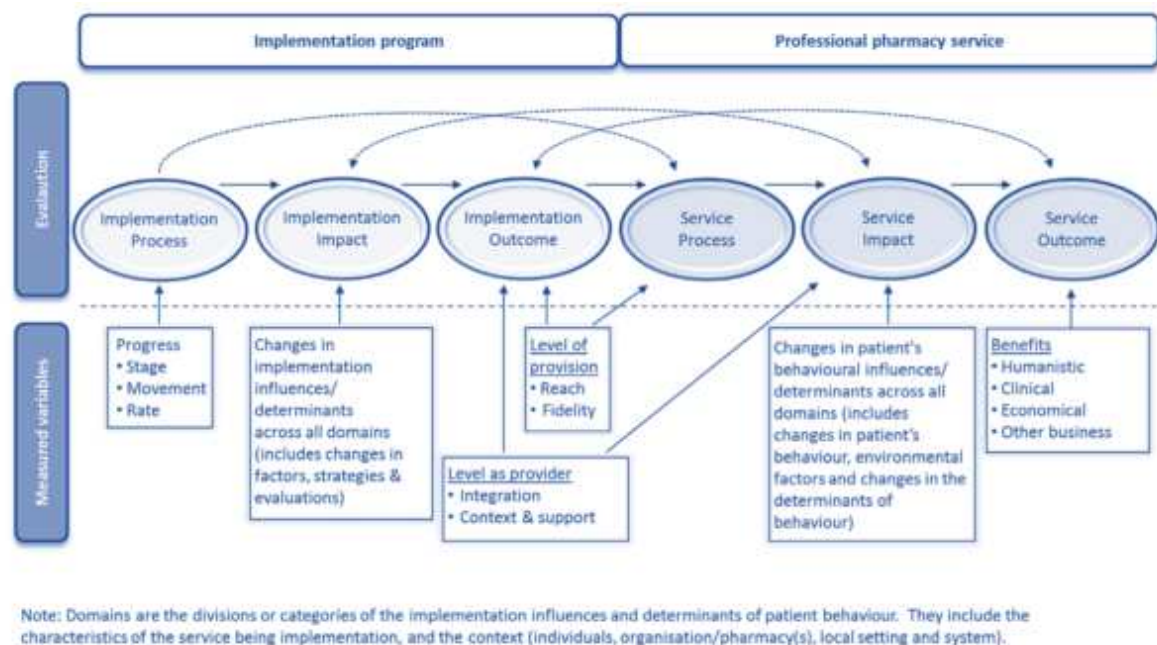 Implementation program
Professional pharmacy service
Evalaution
Implementation
Process
Implementation
Impact
Implementation
Outcome
Service
Process
Service
Impact
Service
Outcome
Measured variables
Progress
• Stage
• Movement
• Rate
Changes in
implementation
influences/
determinants
across all domains
(includes changes in
factors, strategies &
evaluations)
Level of
provision
• Reach
• Fidelity
Level as provider
• Integration
• Context & support
Changes in patient's
behavioural influences/
determinants across all
domains (includes
changes in patient's
behaviour, environmental
factors and changes in the
determinants of
behaviour)
Benefits
• Humanistic
• Clinical
• Economical
• Other business
Note: Domains are the divisions or categories of the implementation influences and determinants of patient behaviour. They include the
characteristics of the service being implementation, and the context (individuals, organisation/pharmacy(s), local setting and system).